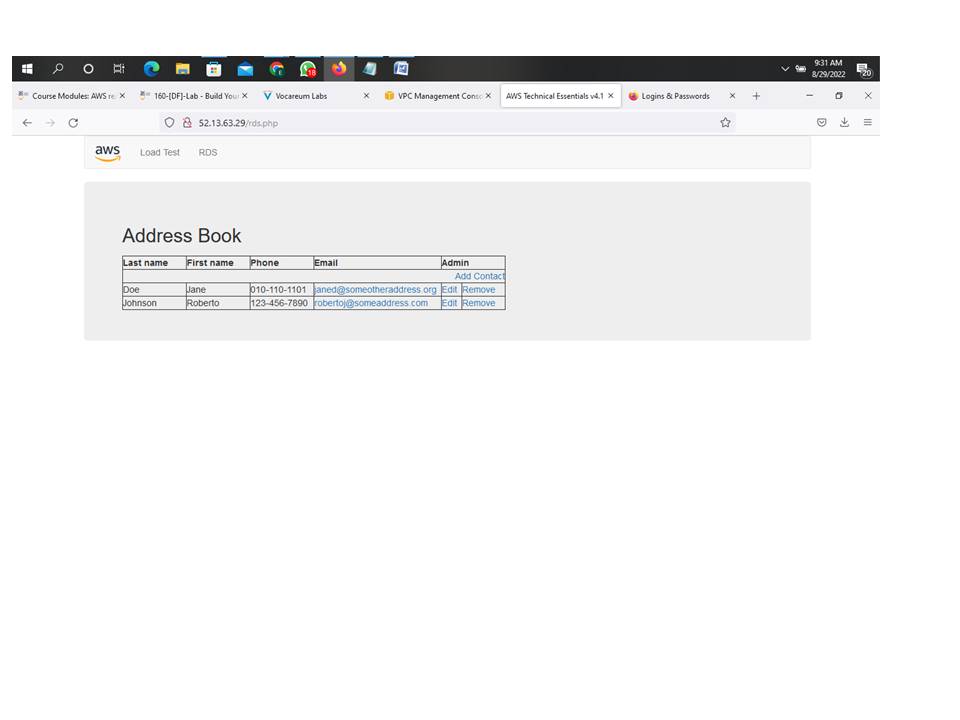 18
9:31 AM
8/29/2022
20
Course Modules: AWS re
160-[DF]-Lab - Build Your
Vocareum Labs
VPC Management Conso
AWS Technical Essentials v4.1
Logins & Passwords
52.13.63.29/rds.php
aws Load Test RDS
Address Book
Last name First name Phone Email Admin
Add Contact
Doe Jane 010-110-1101 janed@someotheraddress.org Edit Remove
Johnson Roberto 123-456-7890 robertoj@someaddress.com Edit Remove